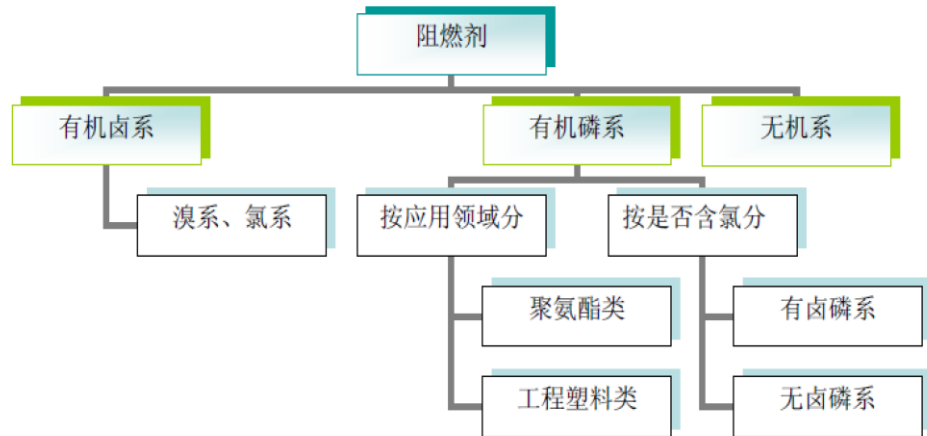 阻燃剂
有机卤系
有机磷系
无机系
溴系、氯系
按应用领域分
按是否含氯分
聚氨酯类
有卤磷系
工程塑料类
无卤磷系